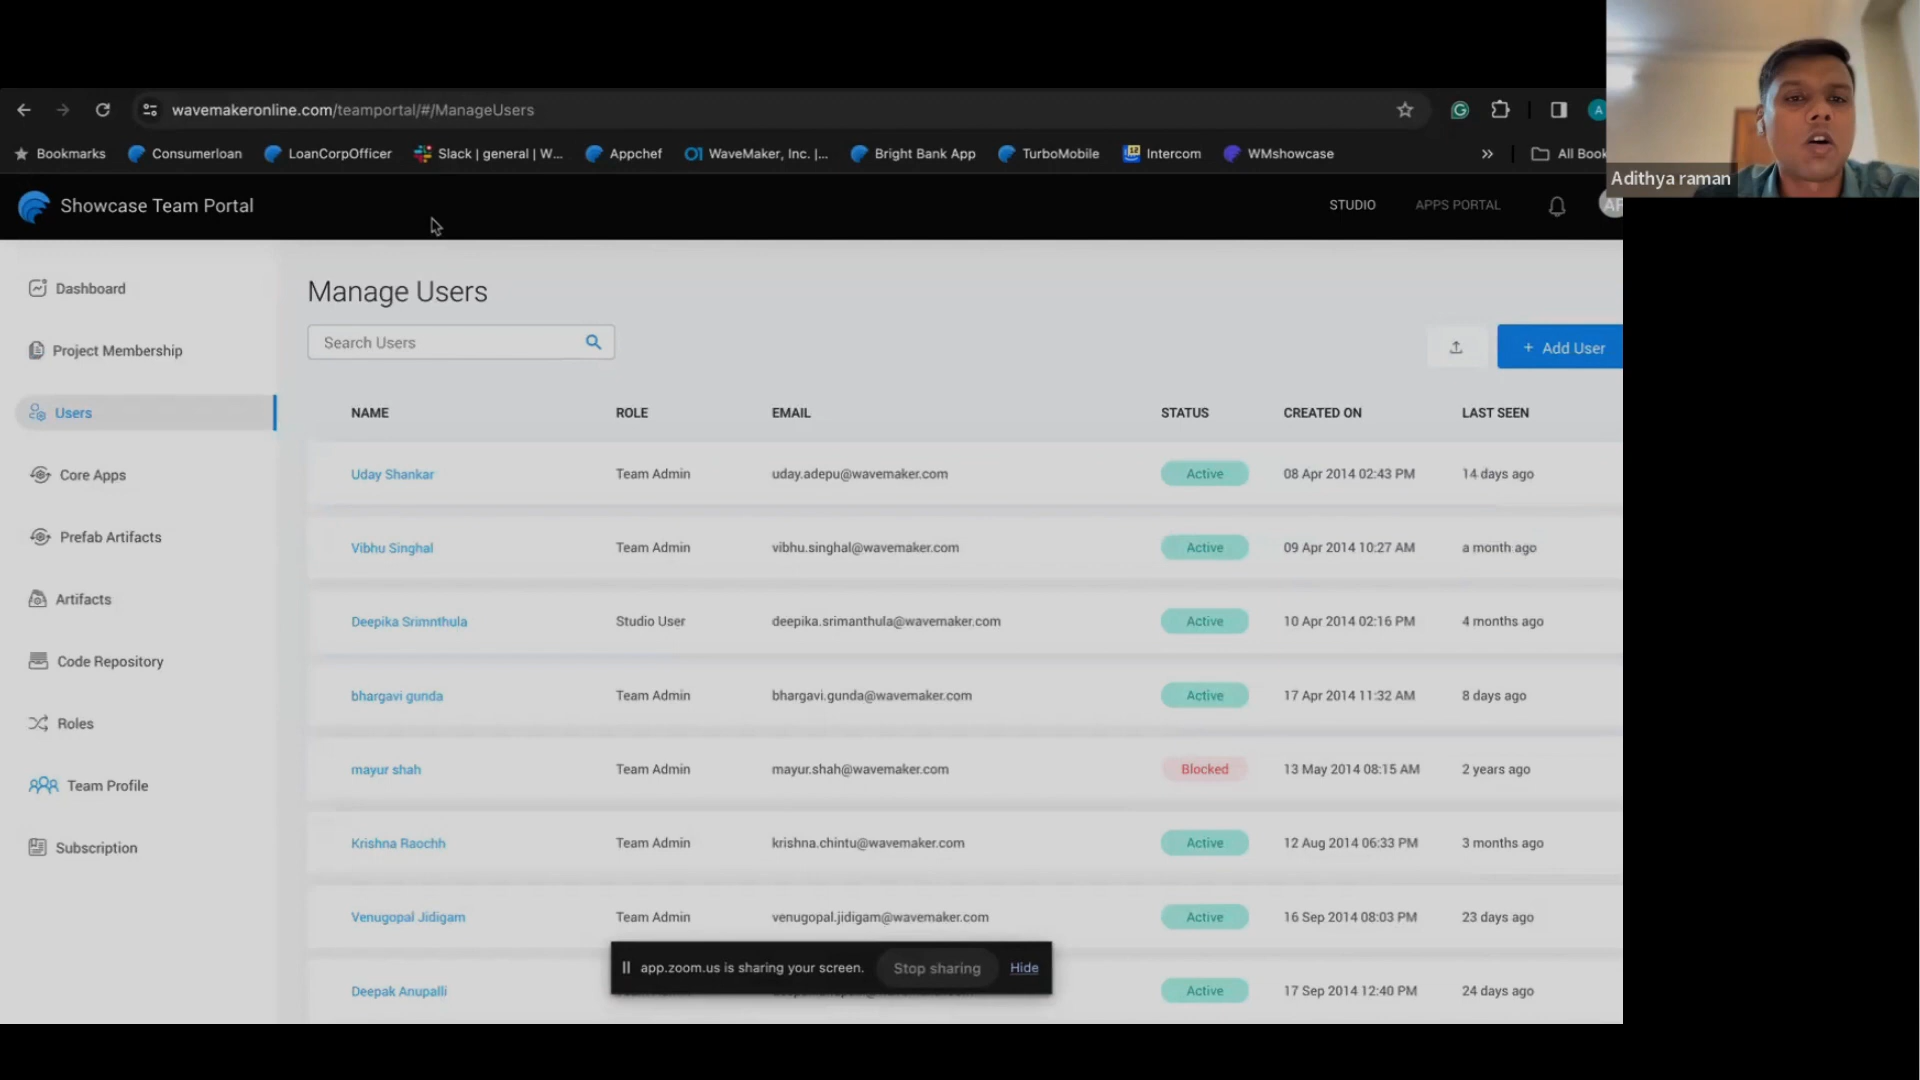 wavemakeronline.com/teamportal/#/ManageUsers
Bookmarks Consumerloan LoanCorpOfficer Slack | general | W... Appchef WaveMaker, Inc. |... Bright Bank App TurboMobile Intercom WMshowcase » All Book
Adithya raman
Showcase Team Portal STUDIO APPS PORTAL
Dashboard
Project Membership
Users
Core Apps
Prefab Artifacts
Artifacts
Code Repository
Roles
Team Profile
Subscription
Manage Users
Search Users
+ Add User
NAME ROLE EMAIL STATUS CREATED ON LAST SEEN
Uday Shankar Team Admin uday.adepu@wavemaker.com Active 08 Apr 2014 02:43 PM 14 days ago
Vibhu Singhal Team Admin vibhu.singhal@wavemaker.com Active 09 Apr 2014 10:27 AM a month ago
Deepika Srimnthula Studio User deepika.srimanthula@wavemaker.com Active 10 Apr 2014 02:16 PM 4 months ago
bhargavi gunda Team Admin bhargavi.gunda@wavemaker.com Active 17 Apr 2014 11:32 AM 8 days ago
mayur shah Team Admin mayur.shah@wavemaker.com Blocked 13 May 2014 08:15 AM 2 years ago
Krishna Raochh Team Admin krishna.chintu@wavemaker.com Active 12 Aug 2014 06:33 PM 3 months ago
Venugopal Jidigam Team Admin venugopal.jidigam@wavemaker.com Active 16 Sep 2014 08:03 PM 23 days ago
Deepak Anupalli Active 17 Sep 2014 12:40 PM 24 days ago
app.zoom.us is sharing your screen. Stop sharing Hide